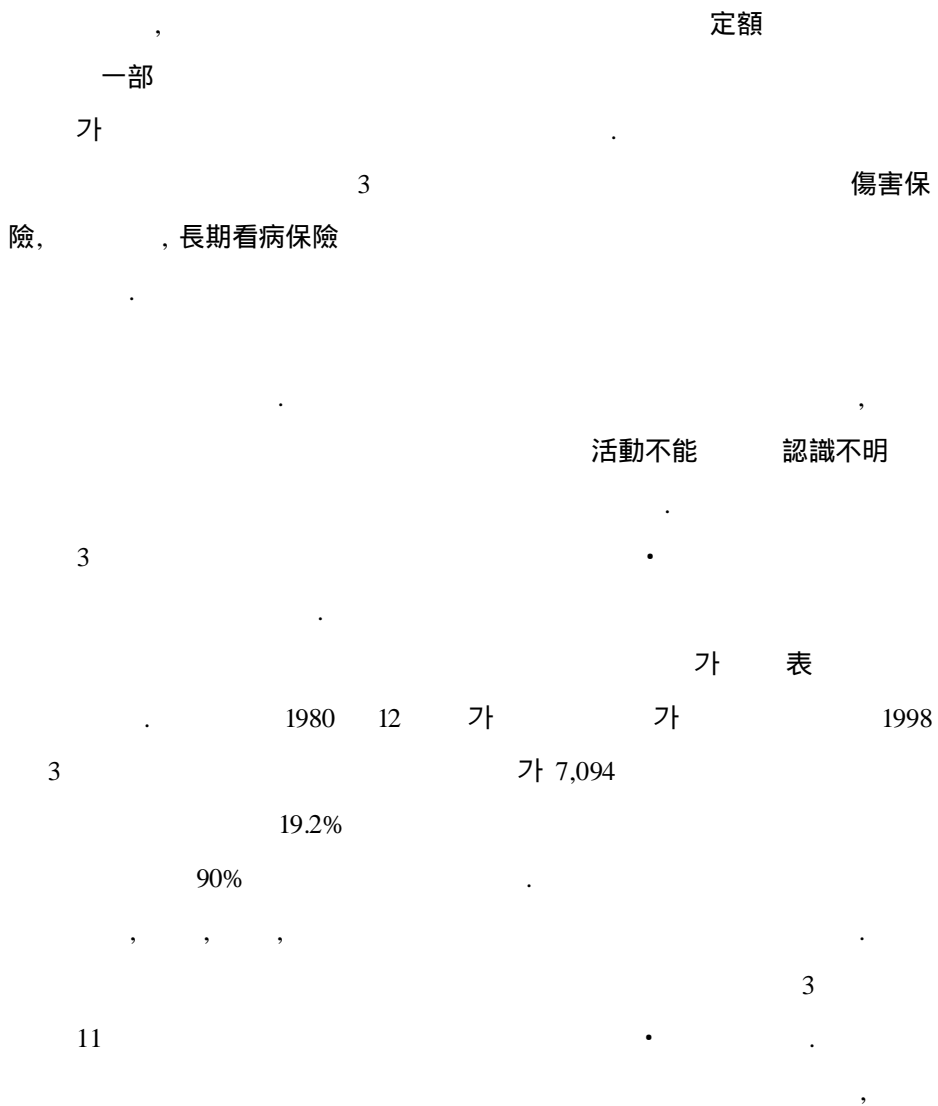 , 定額
一部
가 .
3 傷害保
險, , 長期看病保險
.
. ,
活動不能 認識不明
.
3 •
.
가 表
. 1980 12 가 가 1998
3 가 7,094
19.2%
90% .
, , , .
3
11 • .
,